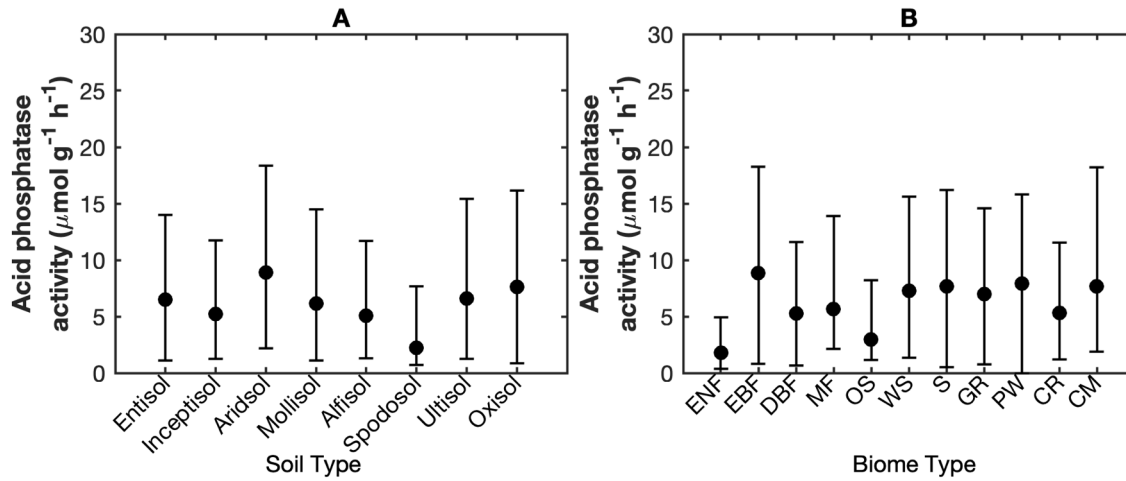 A
30
25
20
15
10
5
0
Acid phosphatase
activity (μmol g⁻¹ h⁻¹)
Entisol
Inceptisol
Aridsol
Mollisol
Alfisol
Spodosol
Ultisol
Oxisol
Soil Type
B
30
25
20
15
10
5
0
Acid phosphatase
activity (μmol g⁻¹ h⁻¹)
ENF
EBF
DBF
MF
OS
WS
S
GR
PW
CR
CM
Biome Type